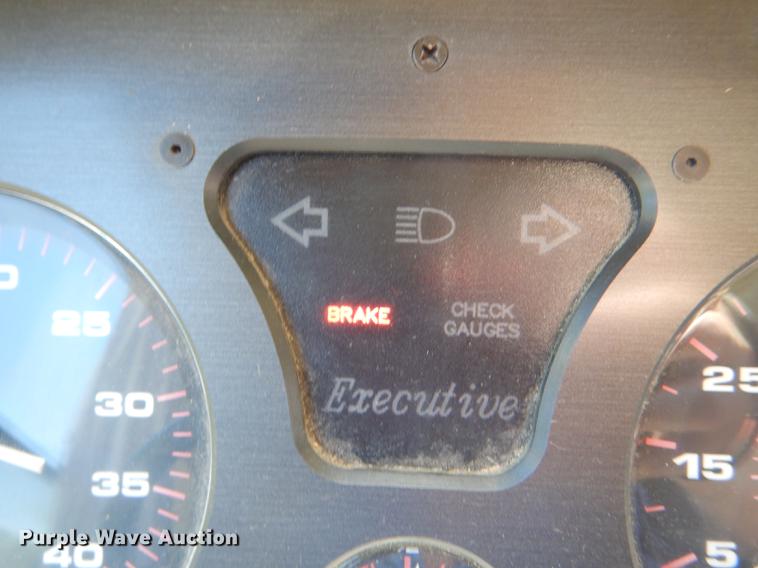 25
30
35
40
BRAKE
CHECK
GAUGES
Executive
25
15
5
Purple Wave Auction